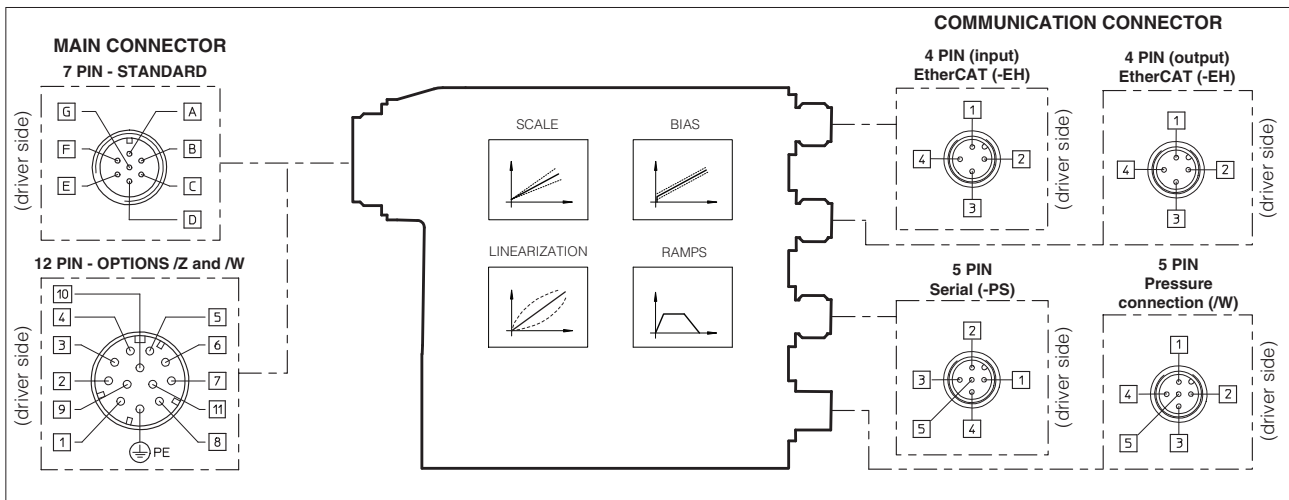 MAIN CONNECTOR
7 PIN - STANDARD
(driver side)
G
A
F
B
E
C
D
12 PIN - OPTIONS /Z and /W
(driver side)
10
4
5
3
6
2
7
9
11
1
8
PE
SCALE
BIAS
LINEARIZATION
RAMPS
COMMUNICATION CONNECTOR
4 PIN (input)
EtherCAT (-EH)
1
4
2
3
(driver side)
4 PIN (output)
EtherCAT (-EH)
1
4
2
3
(driver side)
5 PIN
Serial (-PS)
2
3
1
5
4
(driver side)
5 PIN
Pressure
connection (/W)
1
4
2
5
3
(driver side)